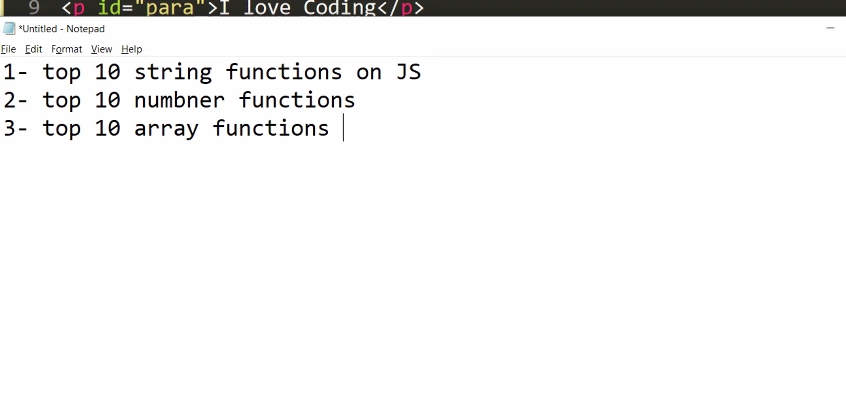 9 <p id="para">I love Coding</p>
*Untitled - Notepad
File Edit Format View Help
1- top 10 string functions on JS
2- top 10 numbner functions
3- top 10 array functions